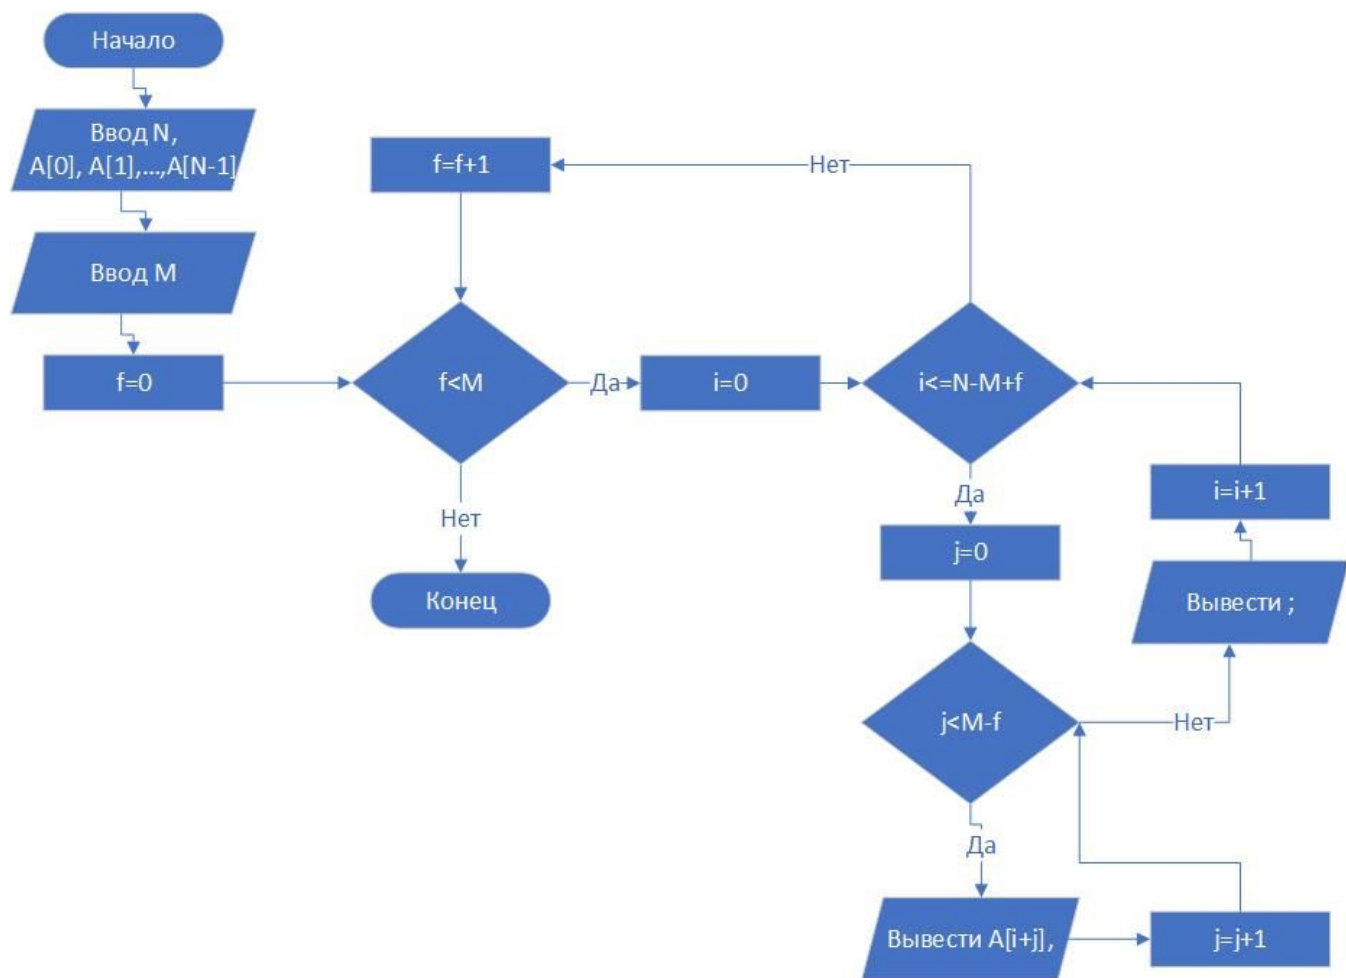 Начало
Ввод N,
A[0], A[1],...,A[N-1]
Ввод M
f=0
f=f+1
f<M
Да
Нет
Конец
i=0
i<=N-M+f
Нет
Да
j=0
j<M-f
Нет
Вывести ;
i=i+1
Да
Вывести A[i+j],
j=j+1